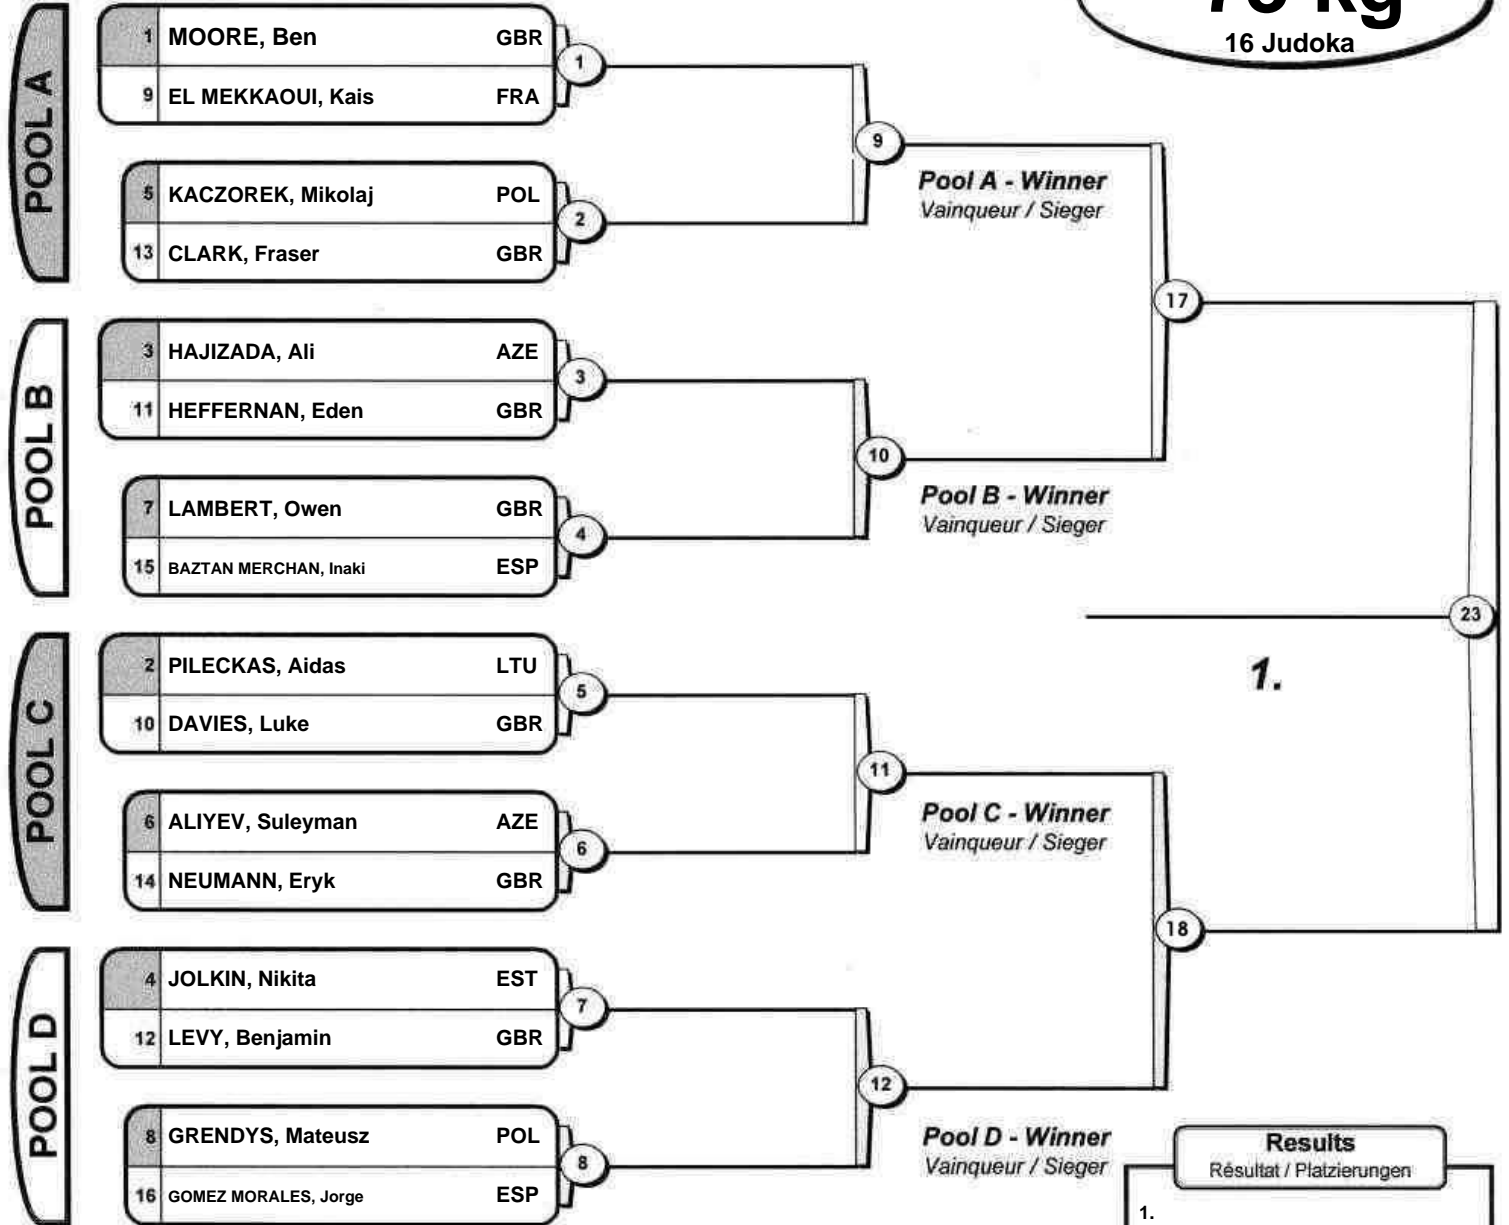 16 Judoka
POOL A
1 MOORE, Ben GBR
9 EL MEKKAOUI, Kais FRA
1
5 KACZOREK, Mikolaj POL
13 CLARK, Fraser GBR
2
9
Pool A - Winner
Vainqueur / Sieger
POOL B
3 HAJIZADA, Ali AZE
11 HEFFERNAN, Eden GBR
3
7 LAMBERT, Owen GBR
15 BAZTAN MERCHAN, Inaki ESP
4
10
Pool B - Winner
Vainqueur / Sieger
17
POOL C
2 PILECKAS, Aidas LTU
10 DAVIES, Luke GBR
5
6 ALIYEV, Suleyman AZE
14 NEUMANN, Eryk GBR
6
11
Pool C - Winner
Vainqueur / Sieger
POOL D
4 JOLKIN, Nikita EST
12 LEVY, Benjamin GBR
7
8 GRENDYS, Mateusz POL
16 GOMEZ MORALES, Jorge ESP
8
12
Pool D - Winner
Vainqueur / Sieger
18
23
1.
Results
Résultat / Platzierungen
1.